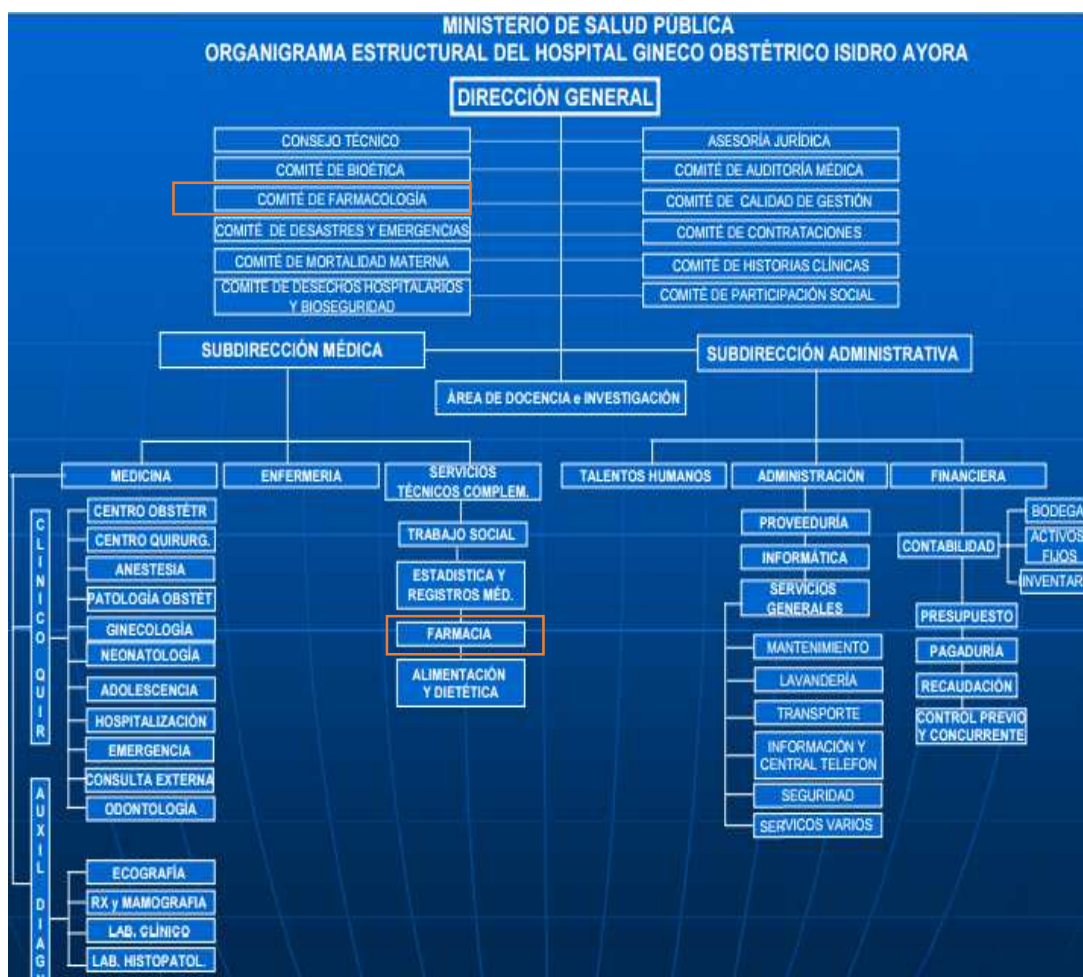 MINISTERIO DE SALUD PÚBLICA
ORGANIGRAMA ESTRUCTURAL DEL HOSPITAL GINECO OBSTÉTRICO ISIDRO AYORA
DIRECCIÓN GENERAL
CONSEJO TÉCNICO
COMITÉ DE BIOÉTICA
COMITÉ DE FARMACOLOGÍA
COMITÉ DE DESASTRES Y EMERGENCIAS
COMITÉ DE MORTALIDAD MATERNA
COMITÉ DE DESECHOS HOSPITALARIOS
Y BIOSEGURIDAD
ASESORÍA JURÍDICA
COMITÉ DE AUDITORÍA MÉDICA
COMITÉ DE CALIDAD DE GESTIÓN
COMITÉ DE CONTRATACIONES
COMITÉ DE HISTORIAS CLÍNICAS
COMITÉ DE PARTICIPACIÓN SOCIAL
SUBDIRECCIÓN MÉDICA
SUBDIRECCIÓN ADMINISTRATIVA
ÀREA DE DOCENCIA e INVESTIGACIÓN
MEDICINA
ENFERMERIA
SERVICIOS
TÉCNICOS COMPLEM.
TALENTOS HUMANOS
ADMINISTRACIÓN
FINANCIERA
CLINICO QUIR
CENTRO OBSTÉTR
CENTRO QUIRURG.
ANESTESIA
PATOLOGÍA OBSTÉT
GINECOLOGÍA
NEONATOLOGÍA
ADOLESCENCIA
HOSPITALIZACIÓN
EMERGENCIA
CONSULTA EXTERNA
ODONTOLOGÍA
AUXIL DIAGN
ECOGRAFÍA
RX y MAMOGRAFIA
LAB. CLÍNICO
LAB. HISTOPATOL.
TRABAJO SOCIAL
ESTADISTICA Y
REGISTROS MÉD.
FARMACIA
ALIMENTACIÓN
Y DIETÉTICA
PROVEEDURÍA
INFORMÁTICA
SERVICIOS
GENERALES
MANTENIMIENTO
LAVANDERÍA
TRANSPORTE
INFORMACIÓN Y
CENTRAL TELEFON
SEGURIDAD
SERVICOS VARIOS
CONTABILIDAD
BODEGA
ACTIVOS
FIJOS
INVENTAR
PRESUPUESTO
PAGADURÍA
RECAUDACIÓN
CONTROL PREVIO
Y CONCURRENTE